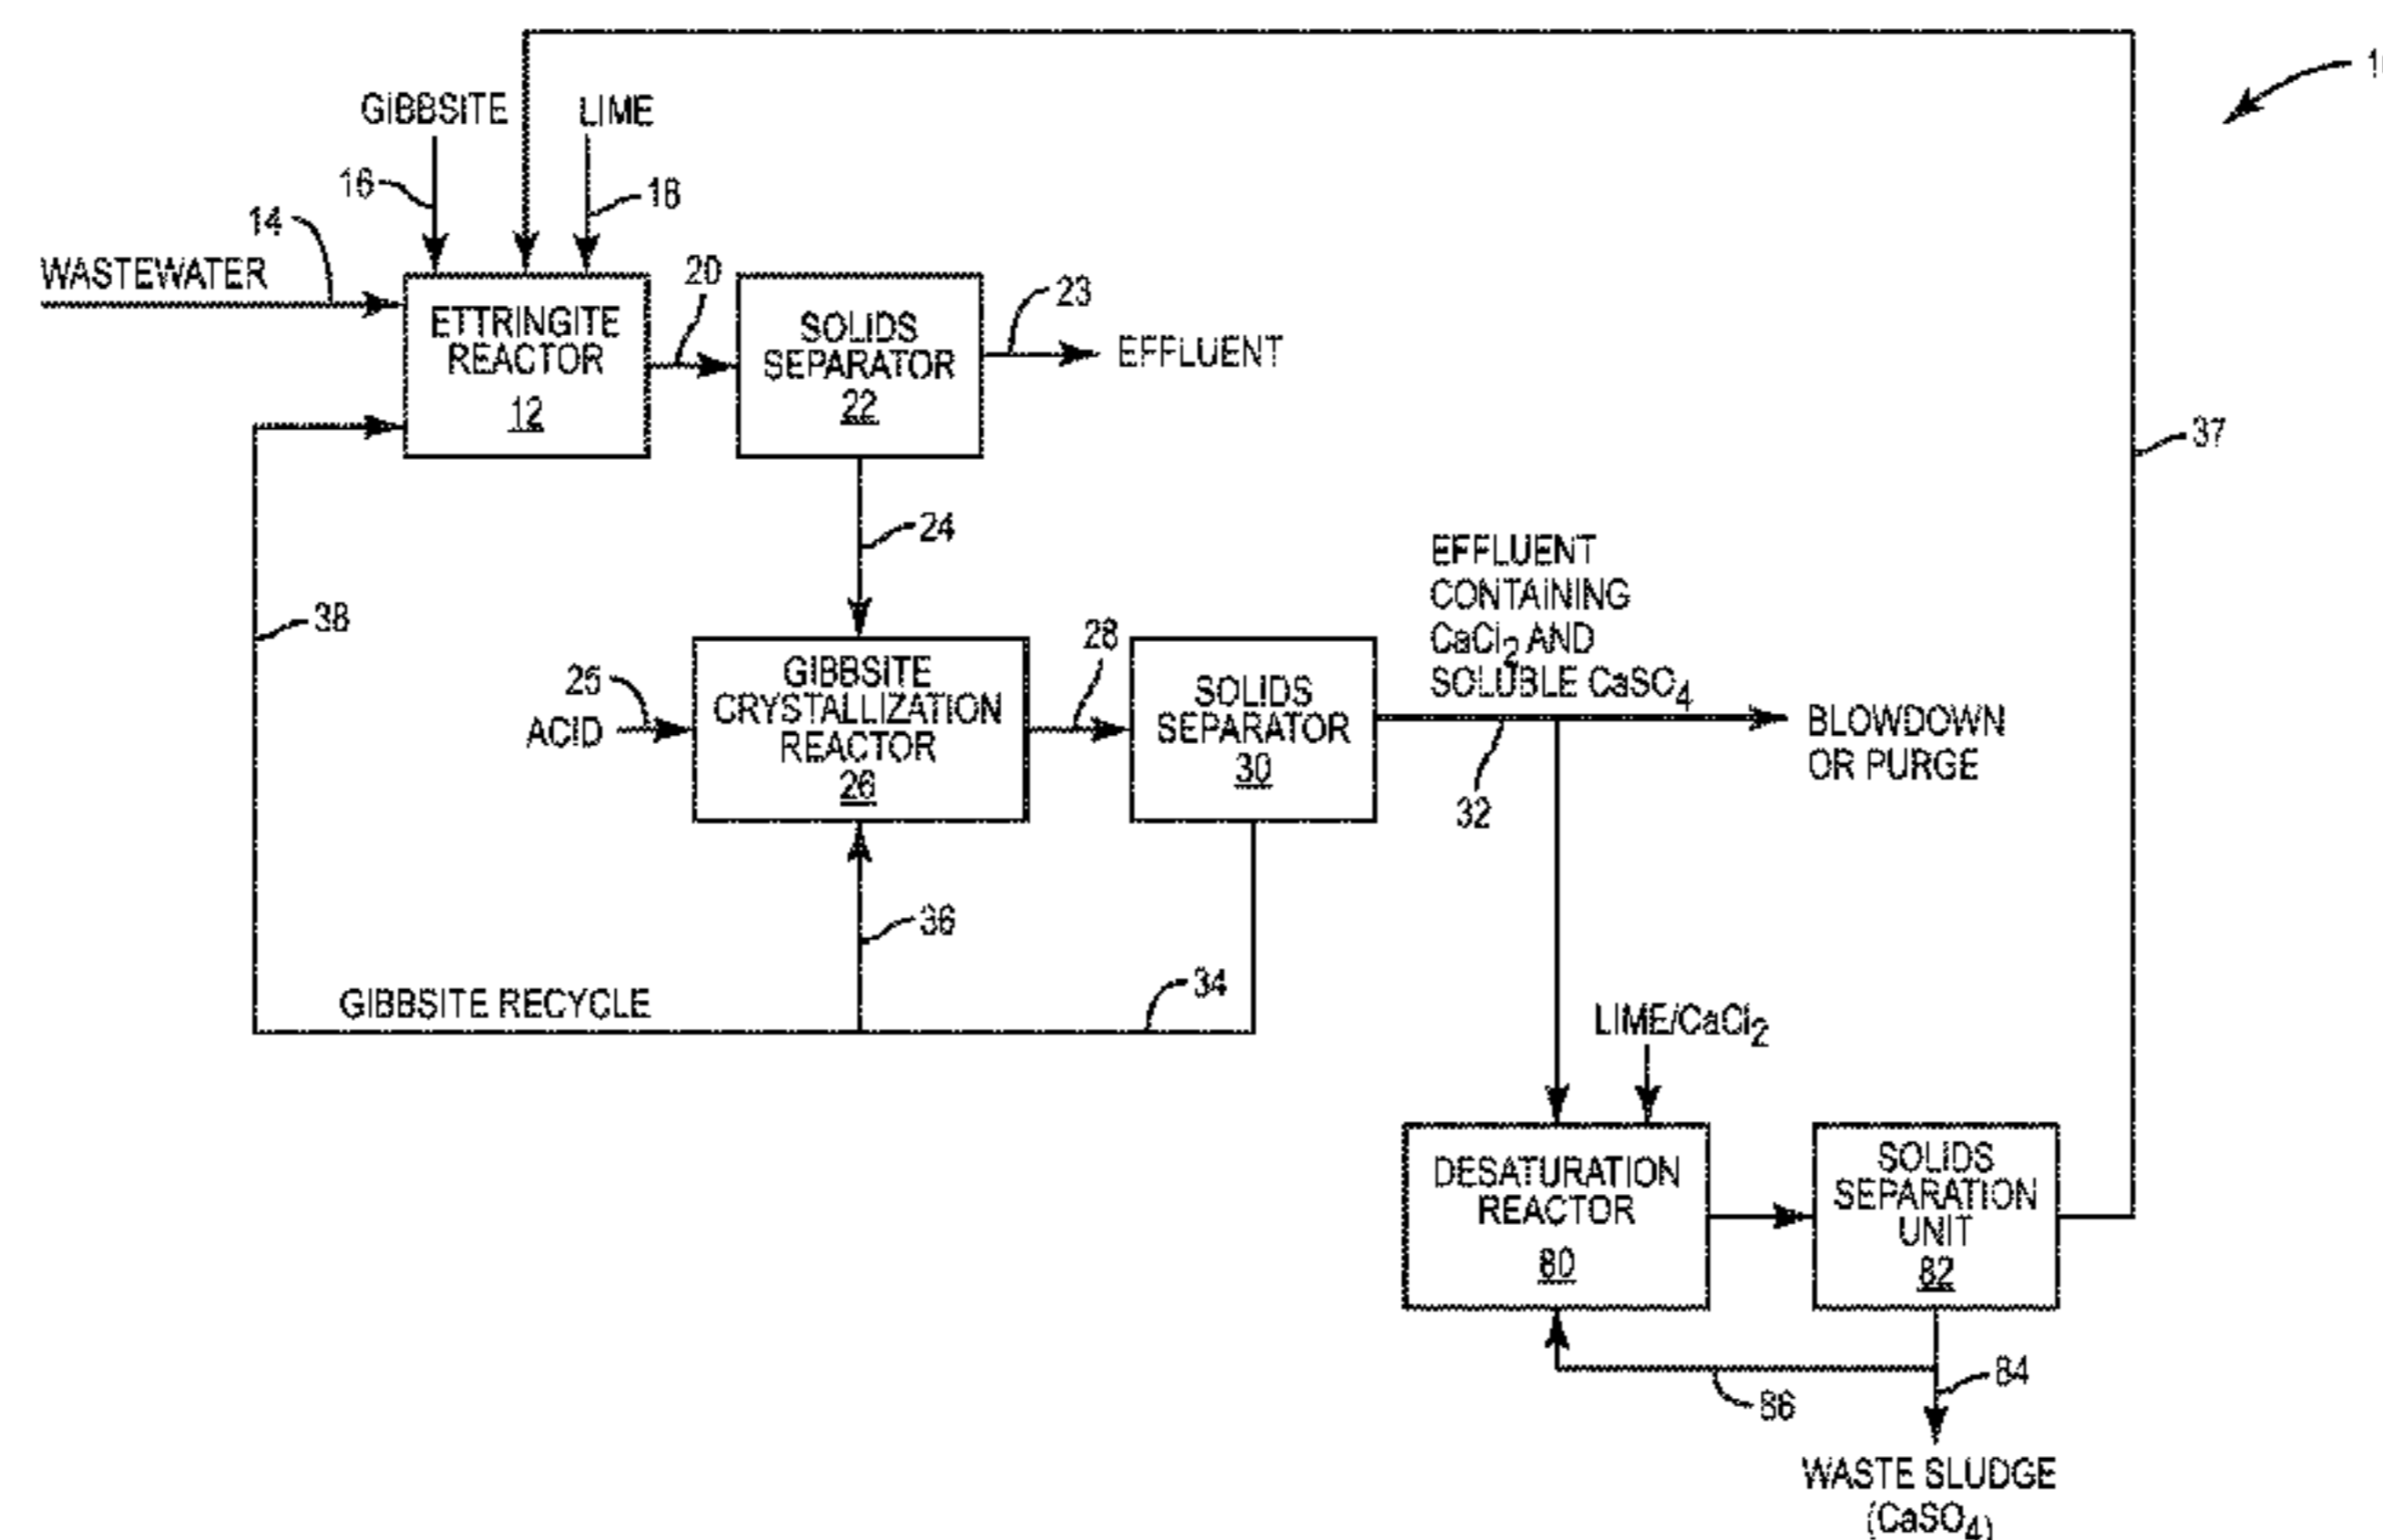 10
GIBBSITE
LIME
16
18
14
WASTEWATER
20
23
ETTRINGITE
REACTOR
12
SOLIDS
SEPARATOR
22
EFFLUENT
37
24
EFFLUENT
CONTAINING
CaCl2 AND
SOLUBLE CaSO4
38
28
25
ACID
GIBBSITE
CRYSTALLIZATION
REACTOR
26
SOLIDS
SEPARATOR
30
BLOWDOWN
OR PURGE
32
36
34
GIBBSITE RECYCLE
LIME/CaCl2
DESATURATION
REACTOR
80
SOLIDS
SEPARATION
UNIT
82
84
86
WASTE SLUDGE
(CaSO4)